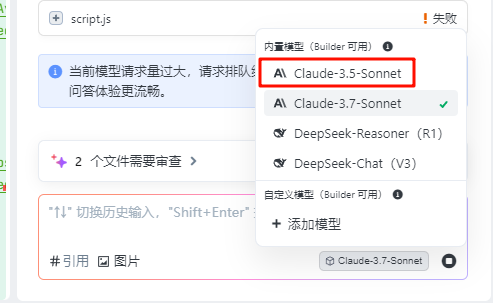 script.js
失败
当前模型请求量过大，请求排队
问答体验更流畅。
2 个文件需要审查
"↑↓" 切换历史输入，"Shift+Enter"
#引用 图片
Claude-3.7-Sonnet
内置模型（Builder 可用）
Claude-3.5-Sonnet
Claude-3.7-Sonnet
DeepSeek-Reasoner（R1）
DeepSeek-Chat（V3）
自定义模型（Builder 可用）
+ 添加模型